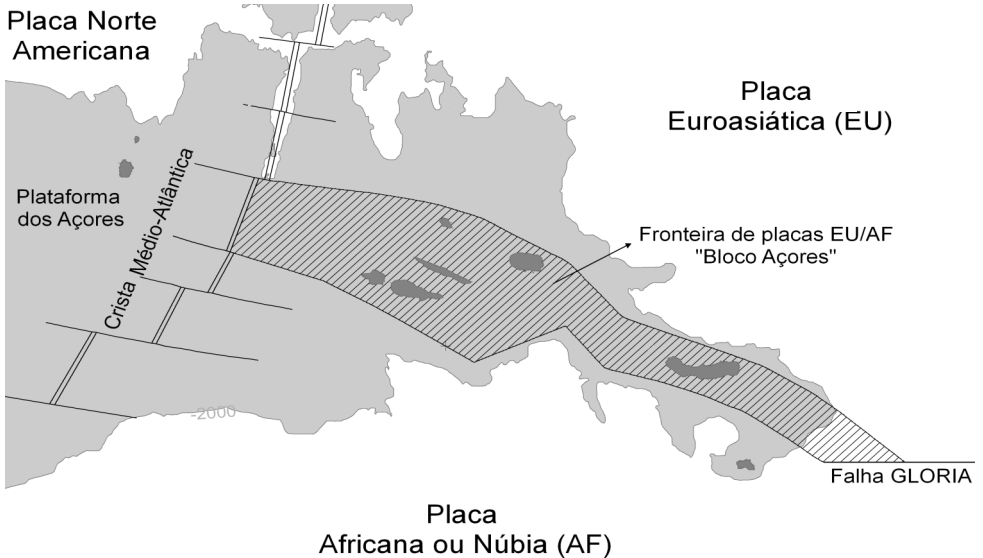 Placa Norte
Americana
Placa
Euroasiática (EU)
Plataforma
dos Açores
Crista Médio-Atlântica
Fronteira de placas EU/AF
"Bloco Açores"
-2000
Falha GLORIA
Placa
Africana ou Núbia (AF)